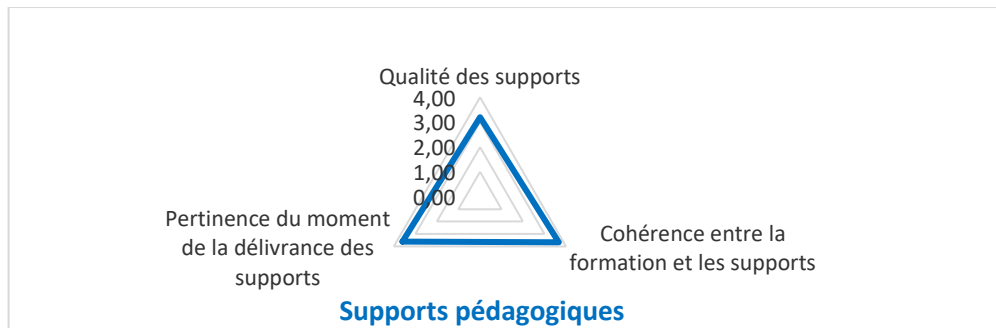 Qualité des supports
4,00
3,00
2,00
1,00
0,00
Pertinence du moment
de la délivrance des
supports
Cohérence entre la
formation et les supports
Supports pédagogiques